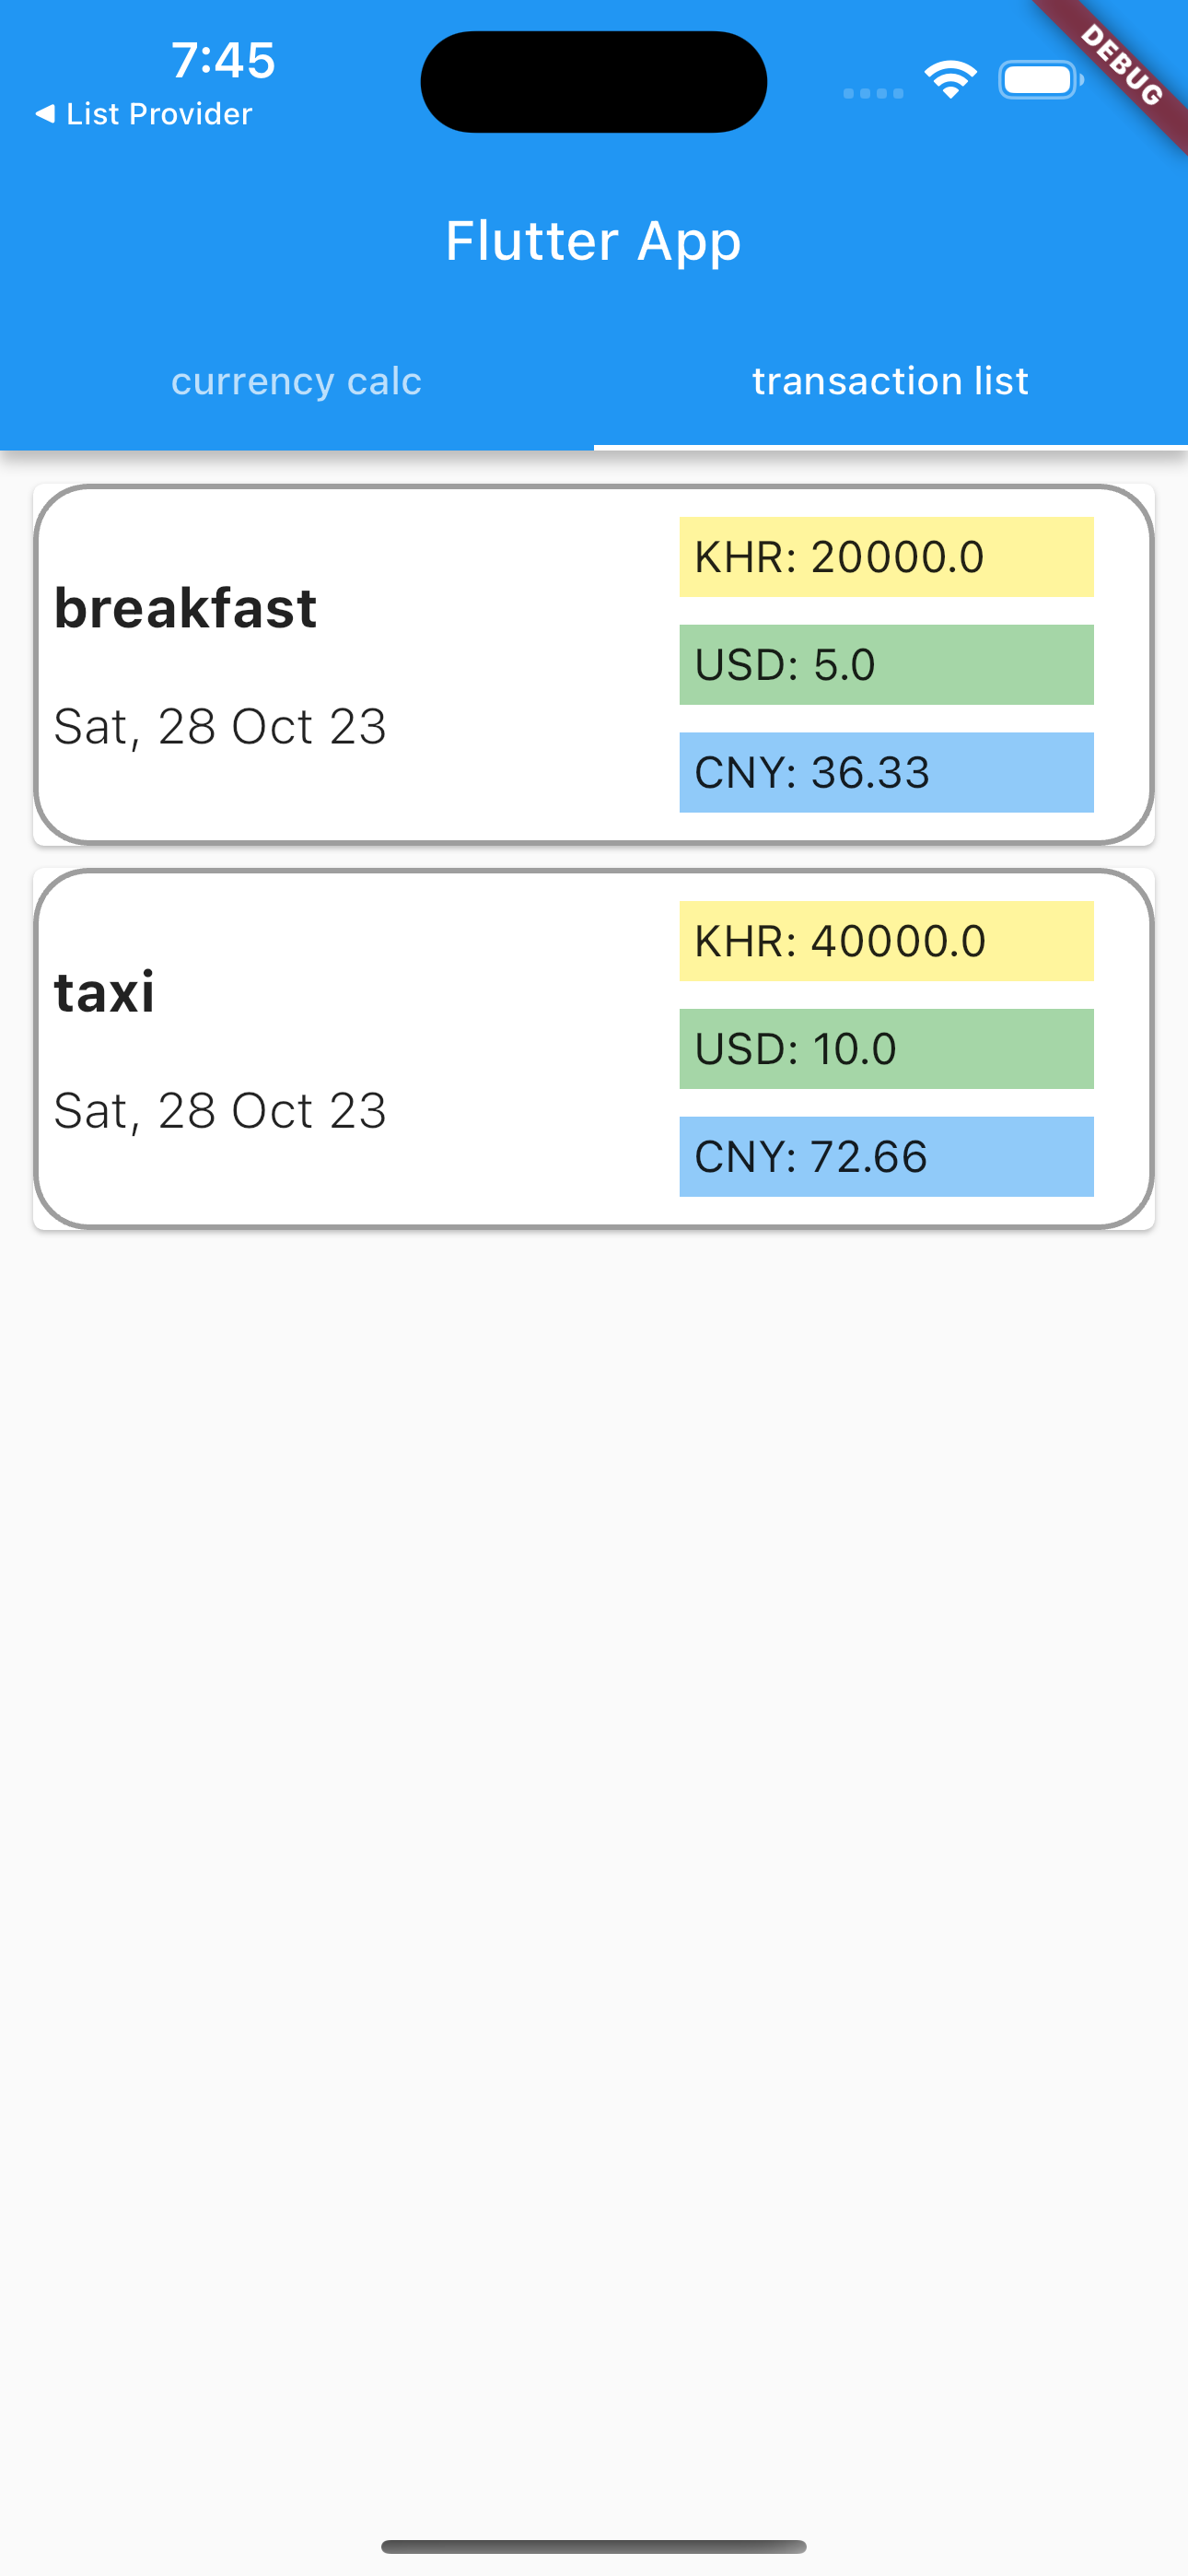 7:45
◀ List Provider
DEBUG
Flutter App
currency calc
transaction list
breakfast
Sat, 28 Oct 23
KHR: 20000.0
USD: 5.0
CNY: 36.33
taxi
Sat, 28 Oct 23
KHR: 40000.0
USD: 10.0
CNY: 72.66